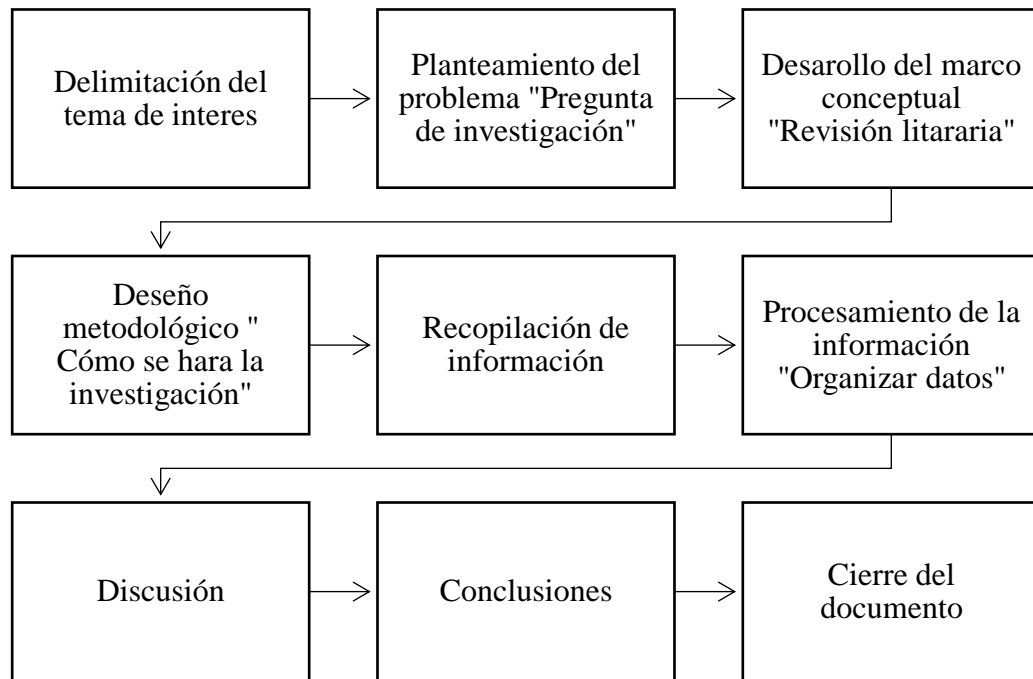 Delimitación del
tema de interes
Planteamiento del
problema "Pregunta
de investigación"
Desarollo del marco
conceptual
"Revisión litararia"
Deseño
metodológico "
Cómo se hara la
investigación"
Recopilación de
información
Procesamiento de la
información
"Organizar datos"
Discusión
Conclusiones
Cierre del
documento